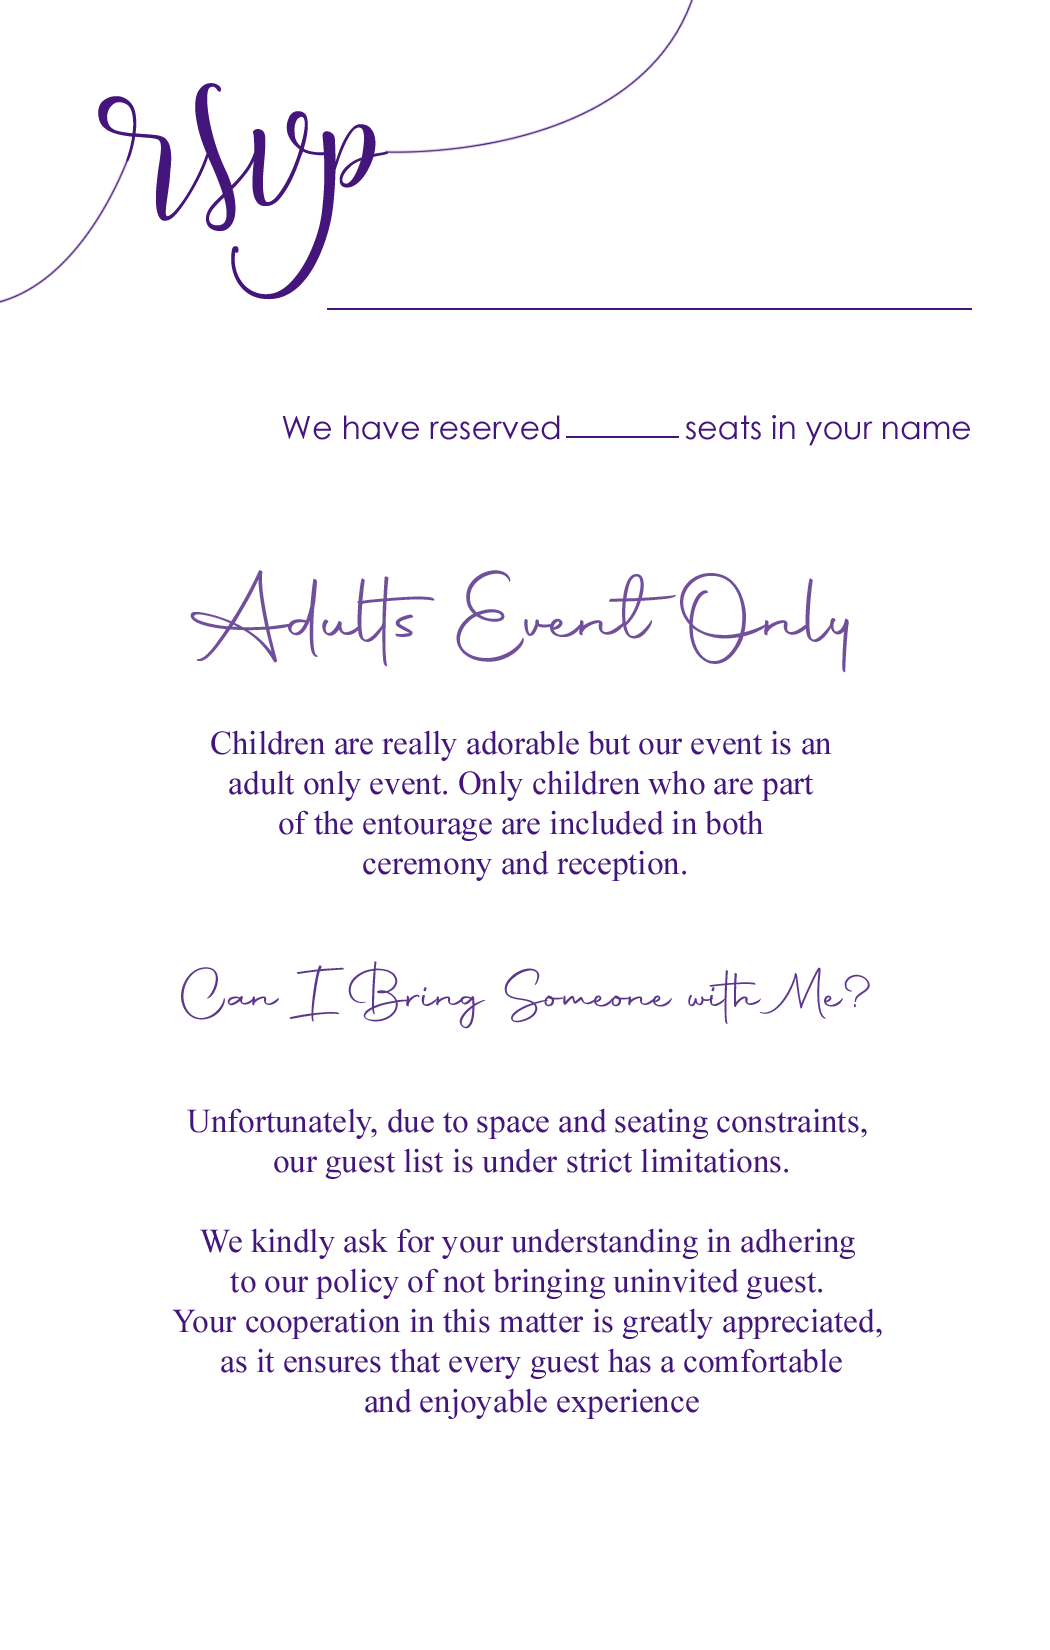 rsvp
We have reserved ______ seats in your name
Adults Event Only
Children are really adorable but our event is an
adult only event. Only children who are part
of the entourage are included in both
ceremony and reception.
Can I Bring Someone with Me?
Unfortunately, due to space and seating constraints,
our guest list is under strict limitations.
We kindly ask for your understanding in adhering
to our policy of not bringing uninvited guest.
Your cooperation in this matter is greatly appreciated,
as it ensures that every guest has a comfortable
and enjoyable experience